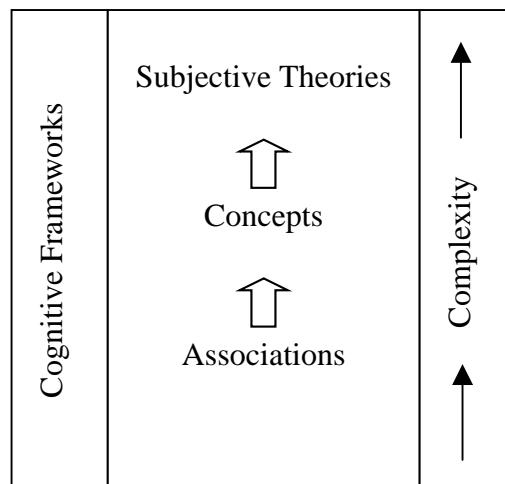 Cognitive Frameworks
Subjective Theories
Concepts
Associations
Complexity